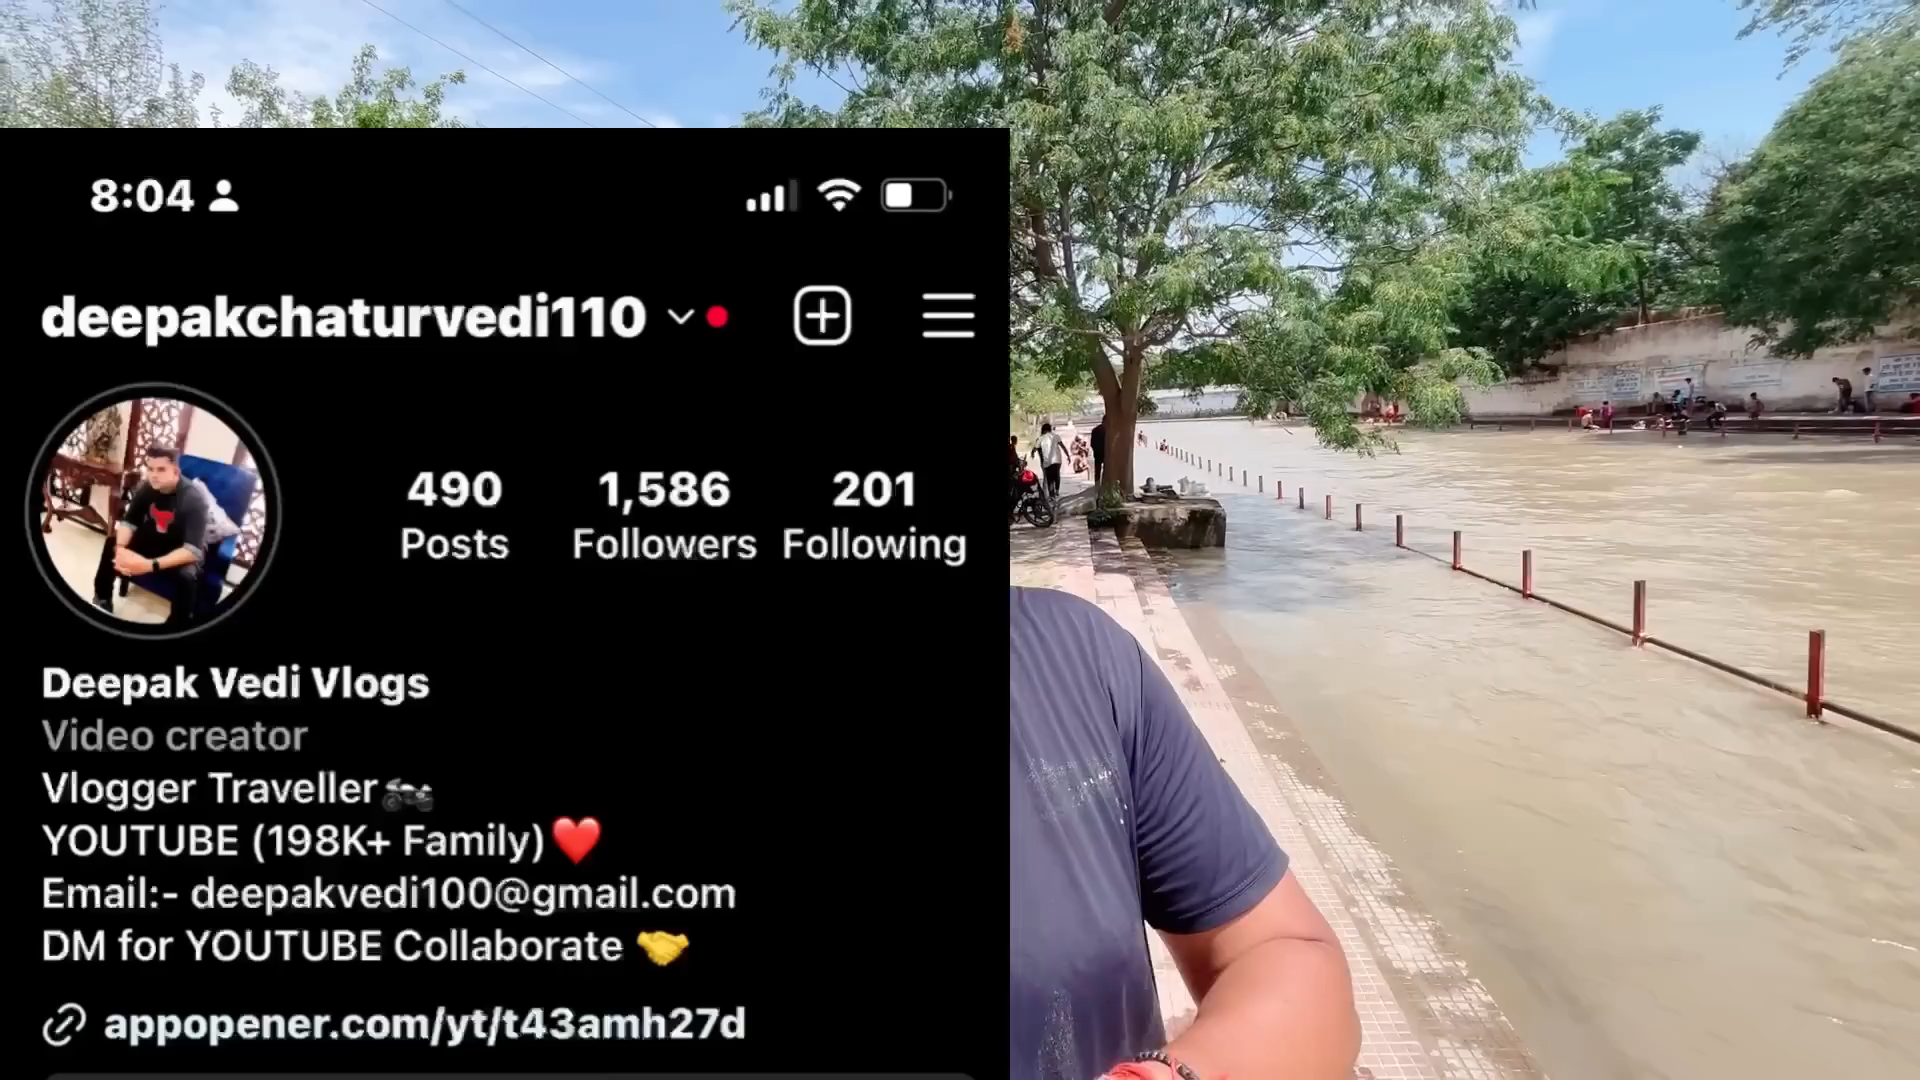 8:04
deepakchaturvedi110
490 1,586 201
Posts Followers Following
Deepak Vedi Vlogs
Video creator
Vlogger Traveller🏍️
YOUTUBE (198K+ Family)❤️
Email:- deepakvedi100@gmail.com
DM for YOUTUBE Collaborate 🤝
appopener.com/yt/t43amh27d